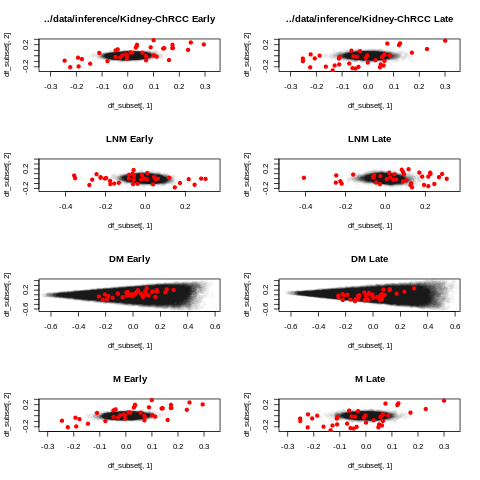 ../data/inference/Kidney-ChRCC Early
../data/inference/Kidney-ChRCC Late
df_subset[, 2]
-0.2 0.2
-0.3 -0.2 -0.1 0.0 0.1 0.2 0.3
df_subset[, 1]
df_subset[, 2]
-0.2 0.2
-0.3 -0.2 -0.1 0.0 0.1 0.2 0.3
df_subset[, 1]
LNM Early
LNM Late
df_subset[, 2]
-0.2 0.2
-0.4 -0.2 0.0 0.2
df_subset[, 1]
df_subset[, 2]
-0.2 0.2
-0.4 -0.2 0.0 0.2
df_subset[, 1]
DM Early
DM Late
df_subset[, 2]
-0.6 0.2
-0.6 -0.4 -0.2 0.0 0.2 0.4 0.6
df_subset[, 1]
df_subset[, 2]
-0.6 0.2
-0.6 -0.4 -0.2 0.0 0.2 0.4 0.6
df_subset[, 1]
M Early
M Late
df_subset[, 2]
-0.2 0.2
-0.3 -0.2 -0.1 0.0 0.1 0.2 0.3
df_subset[, 1]
df_subset[, 2]
-0.2 0.2
-0.3 -0.2 -0.1 0.0 0.1 0.2 0.3
df_subset[, 1]